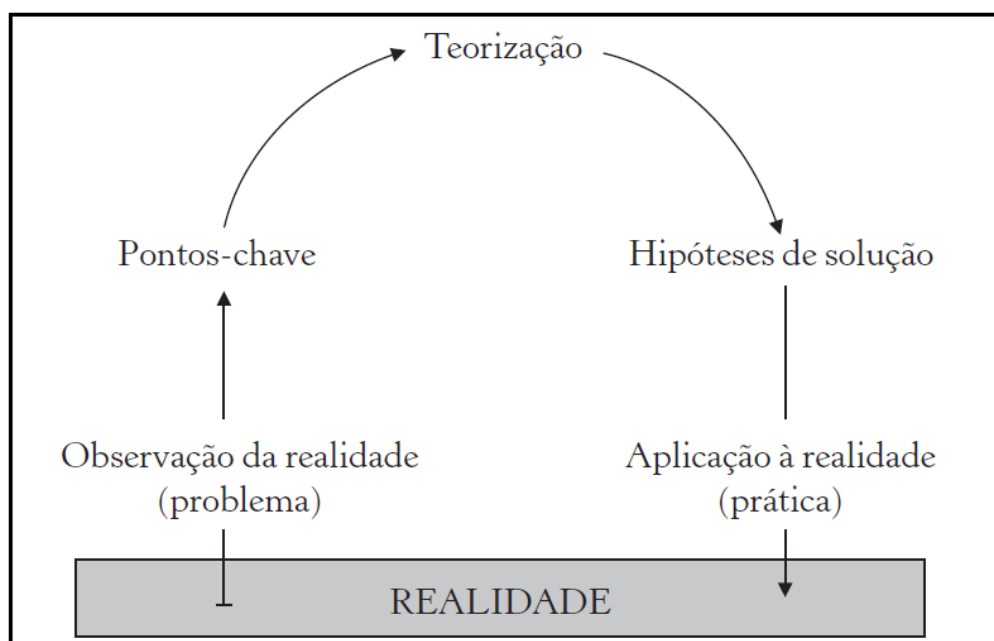 Teorização
Pontos-chave
Hipóteses de solução
Observação da realidade
(problema)
Aplicação à realidade
(prática)
REALIDADE